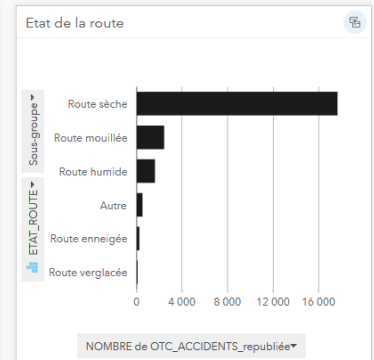 Etat de la route
Sous-groupe
ETAT_ROUTE
Route sèche
Route mouillée
Route humide
Autre
Route enneigée
Route verglacée
0 4 000 8 000 12 000 16 000
NOMBRE de OTC_ACCIDENTS_republiée